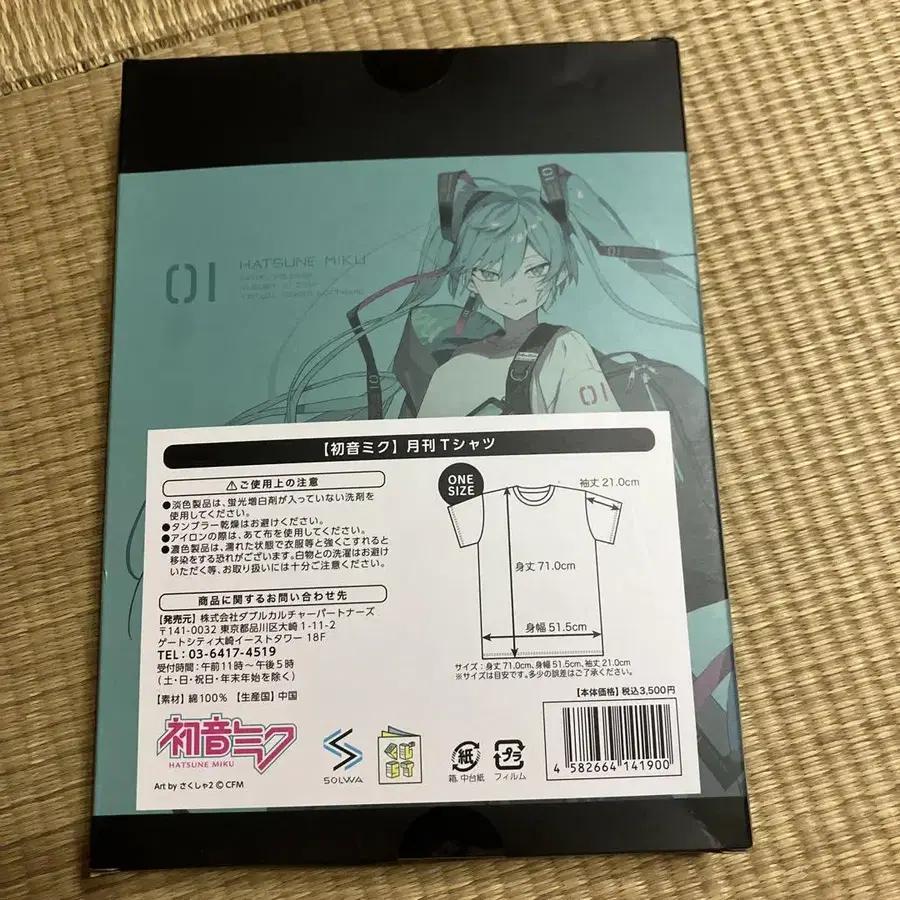 01
HATSUNE MIKU
01
01
01
【初音ミク】月刊Tシャツ
⚠ご使用上の注意
●淡色製品は、蛍光増白剤が入っていない洗剤を
使用してください。
●タンブラー乾燥はお避けください。
●アイロンの際は、あて布を使用してください。
●濃色製品は、濡れた状態で衣服等と強くこすれると
移染をする恐れがございます。白物との洗濯はお避け
いただく等、お取り扱いには十分ご注意ください。
商品に関するお問い合わせ先
【発売元】株式会社ダブルカルチャーパートナーズ
〒141-0032 東京都品川区大崎 1-11-2
ゲートシティ大崎イーストタワー 18F
TEL : 03-6417-4519
受付時間:午前11時~午後5時
(土・日・祝日・年末年始を除く)
【素材】綿100% 【生産国】中国
ONE
SIZE
袖丈 21.0cm
身丈 71.0cm
身幅 51.5cm
サイズ:身丈71.0cm、身幅 51.5cm、袖丈 21.0cm
※サイズは目安です。多少の誤差はご了承ください。
【本体価格】税込3,500円
初音ミク
HATSUNE MIKU
SOLWA
紙
箱、中台紙
プラ
フィルム
4 582664 141900
Art by さくしゃ2 © CFM